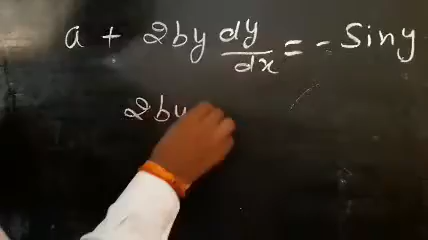 a + 2by dy/dx = - Siny
2by